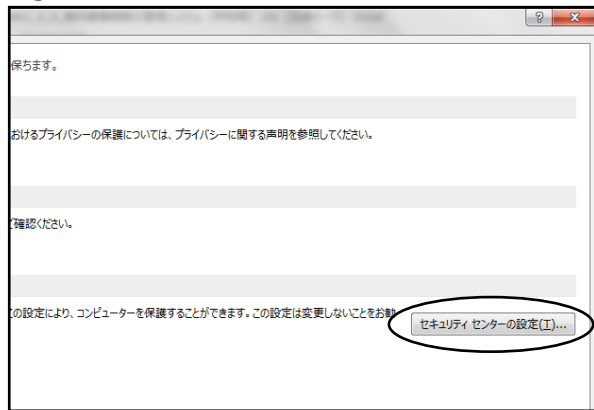 保ちます。
おけるプライバシーの保護については、プライバシーに関する声明を参照してください。
ご確認ください。
この設定により、コンピューターを保護することができます。この設定は変更しないことをお勧
セキュリティ センターの設定(T)...